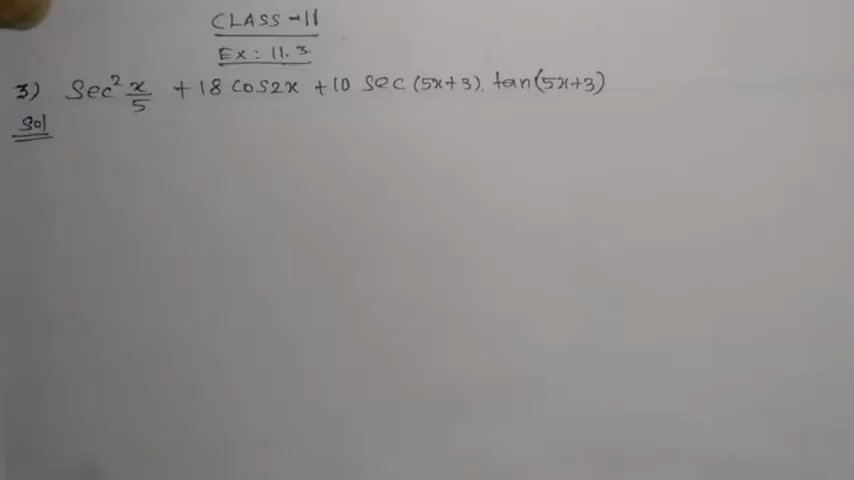 CLASS-11
Ex: 11.3
3) Sec² x/5 + 18 cos2x + 10 sec (5x+3). tan(5x+3)
Sol